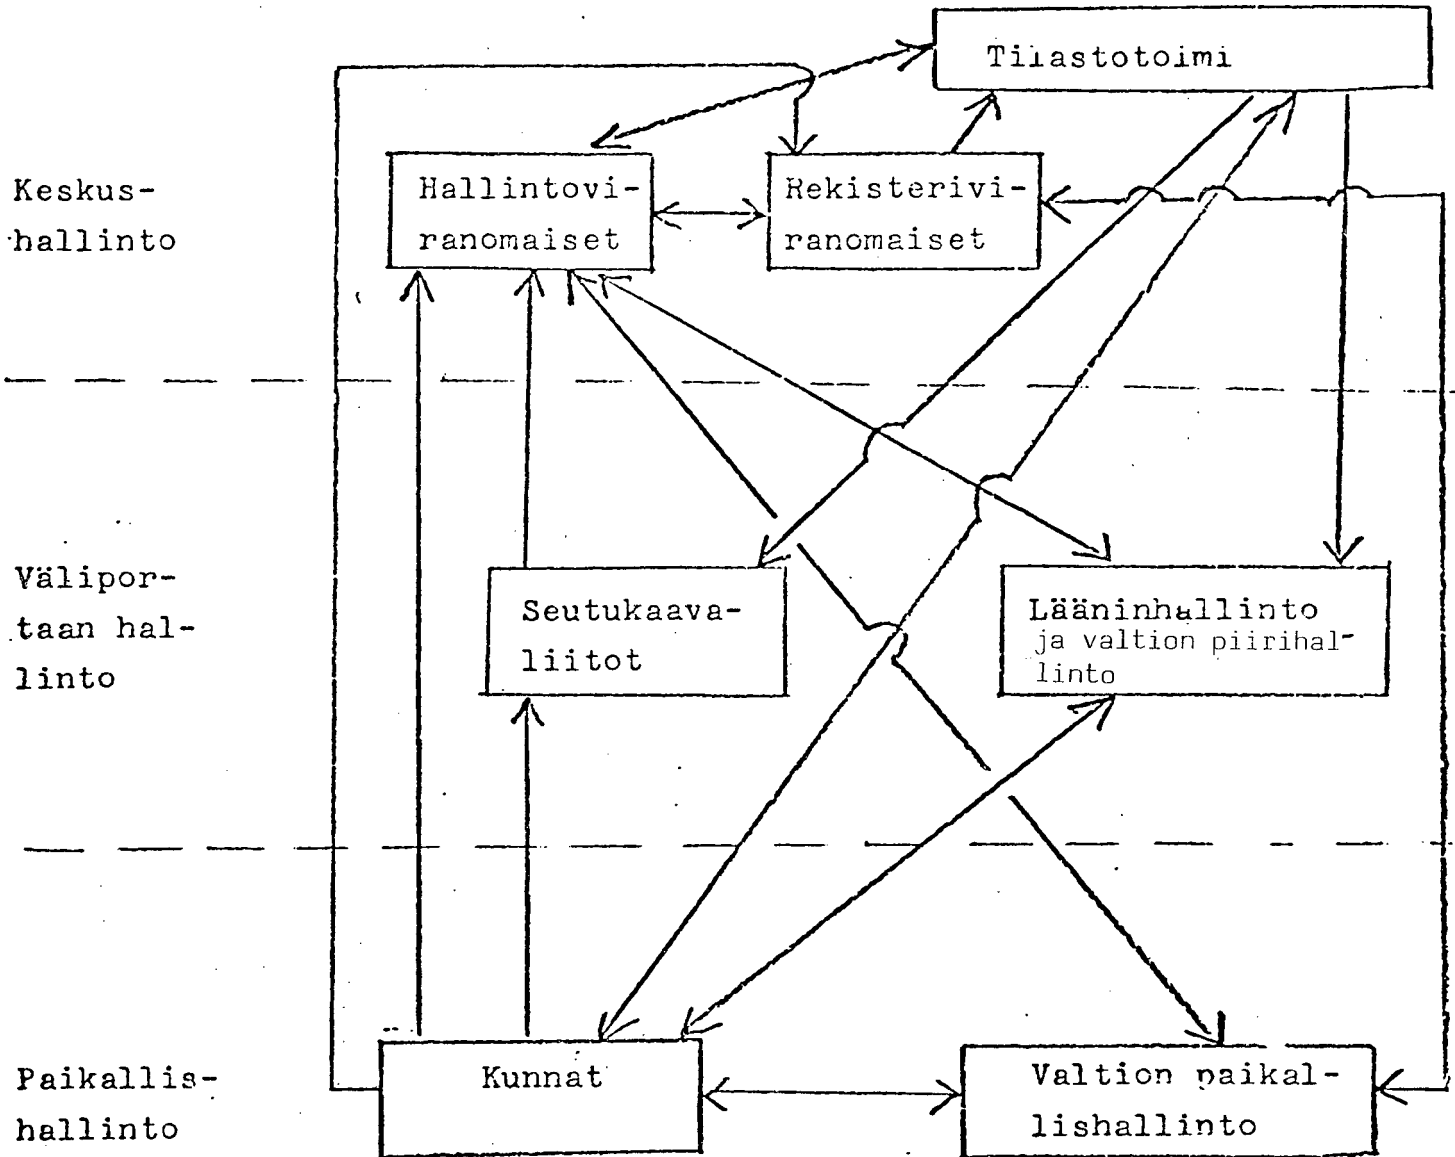 Tilastotoimi
Keskus-
hallinto
Hallintovi-
ranomaiset
Rekisterivi-
ranomaiset
Välipor-
taan hal-
linto
Seutukaava-
liitot
Lääninhallinto
ja valtion piirihal-
linto
Paikallis-
hallinto
Kunnat
Valtion paikal-
lishallinto